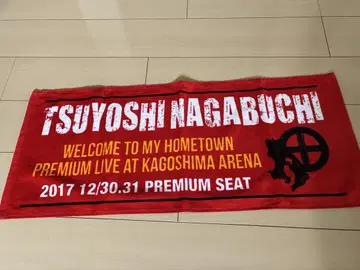 TSUYOSHI NAGABUCHI
WELCOME TO MY HOMETOWN
PREMIUM LIVE AT KAGOSHIMA ARENA
2017 12/30.31 PREMIUM SEAT